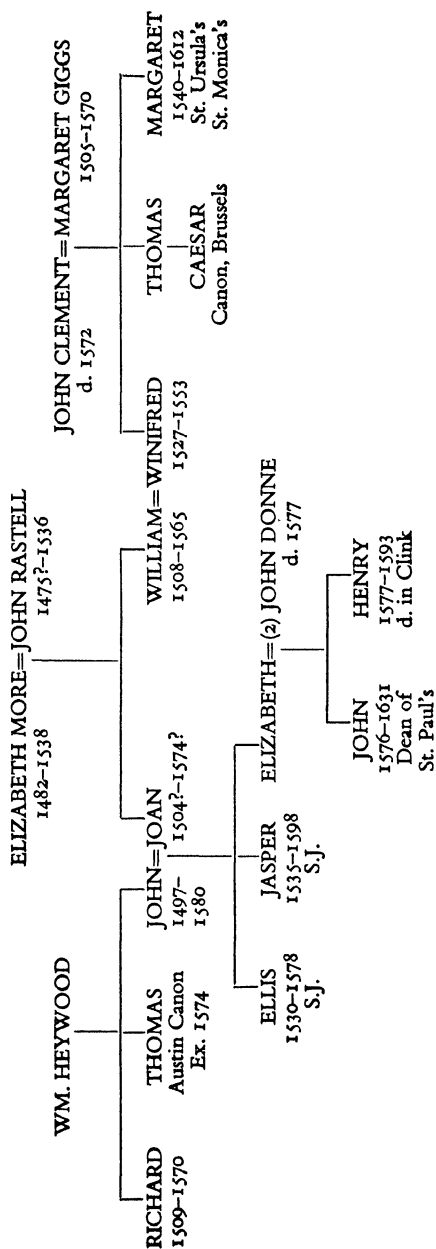 WM. HEYWOOD
ELIZABETH MORE=JOHN RASTELL
1482–1538 1475?–1536
JOHN CLEMENT=MARGARET GIGGS
d. 1572 1505–1570
RICHARD
1509–1570
THOMAS
Austin Canon
Ex. 1574
JOHN=JOAN
1497–
1580
1504?–1574?
WILLIAM=WINIFRED
1508–1565 1527–1553
THOMAS
CAESAR
Canon, Brussels
MARGARET
1540–1612
St. Ursula's
St. Monica's
ELLIS
1530–1578
S.J.
JASPER
1535–1598
S.J.
ELIZABETH=(2) JOHN DONNE
d. 1577
JOHN
1576–1631
Dean of
St. Paul's
HENRY
1577–1593
d. in Clink